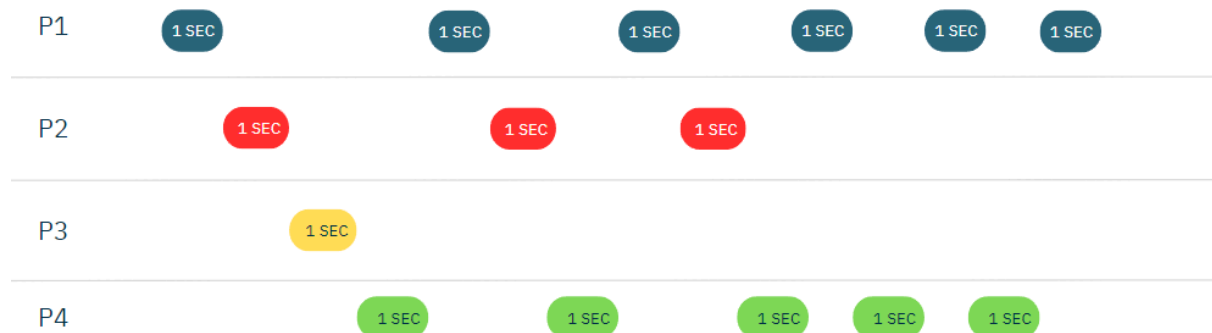 P1 1 SEC 1 SEC 1 SEC 1 SEC 1 SEC 1 SEC
P2 1 SEC 1 SEC 1 SEC
P3 1 SEC
P4 1 SEC 1 SEC 1 SEC 1 SEC 1 SEC